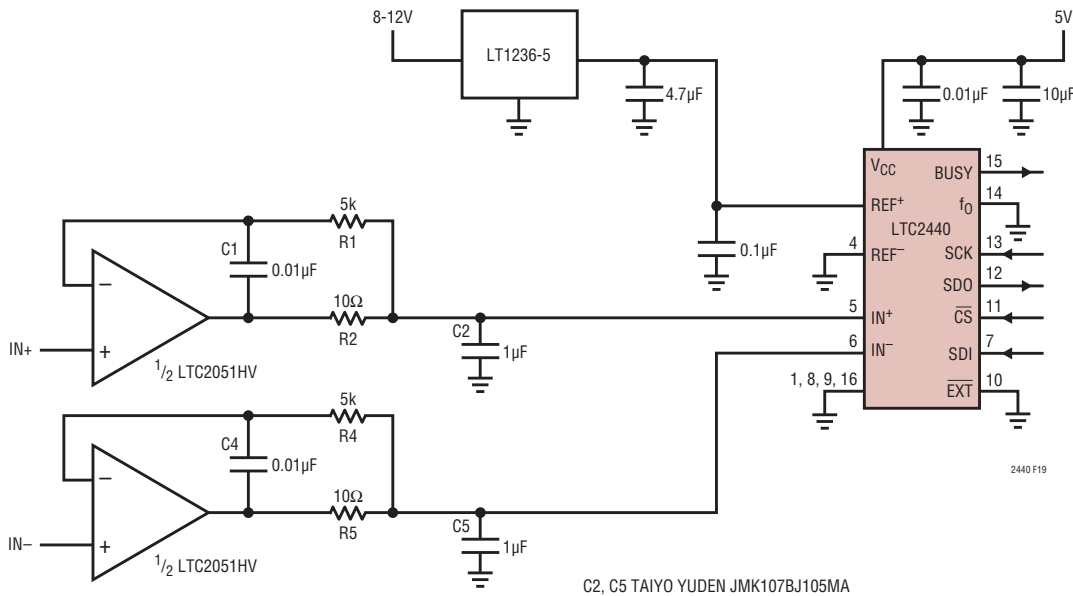 8-12V
5V
LT1236-5
4.7µF
0.01µF
10µF
VCC
BUSY
15
REF+
fO
14
LTC2440
0.1µF
4
REF−
SCK
13
SDO
12
5
IN+
CS
11
6
IN−
SDI
7
1, 8, 9, 16
EXT
10
5k
R1
C1
0.01µF
−
10Ω
R2
IN+
+
1/2 LTC2051HV
C2
1µF
5k
R4
C4
0.01µF
−
10Ω
R5
IN−
+
1/2 LTC2051HV
C5
1µF
2440 F19
C2, C5 TAIYO YUDEN JMK107BJ105MA